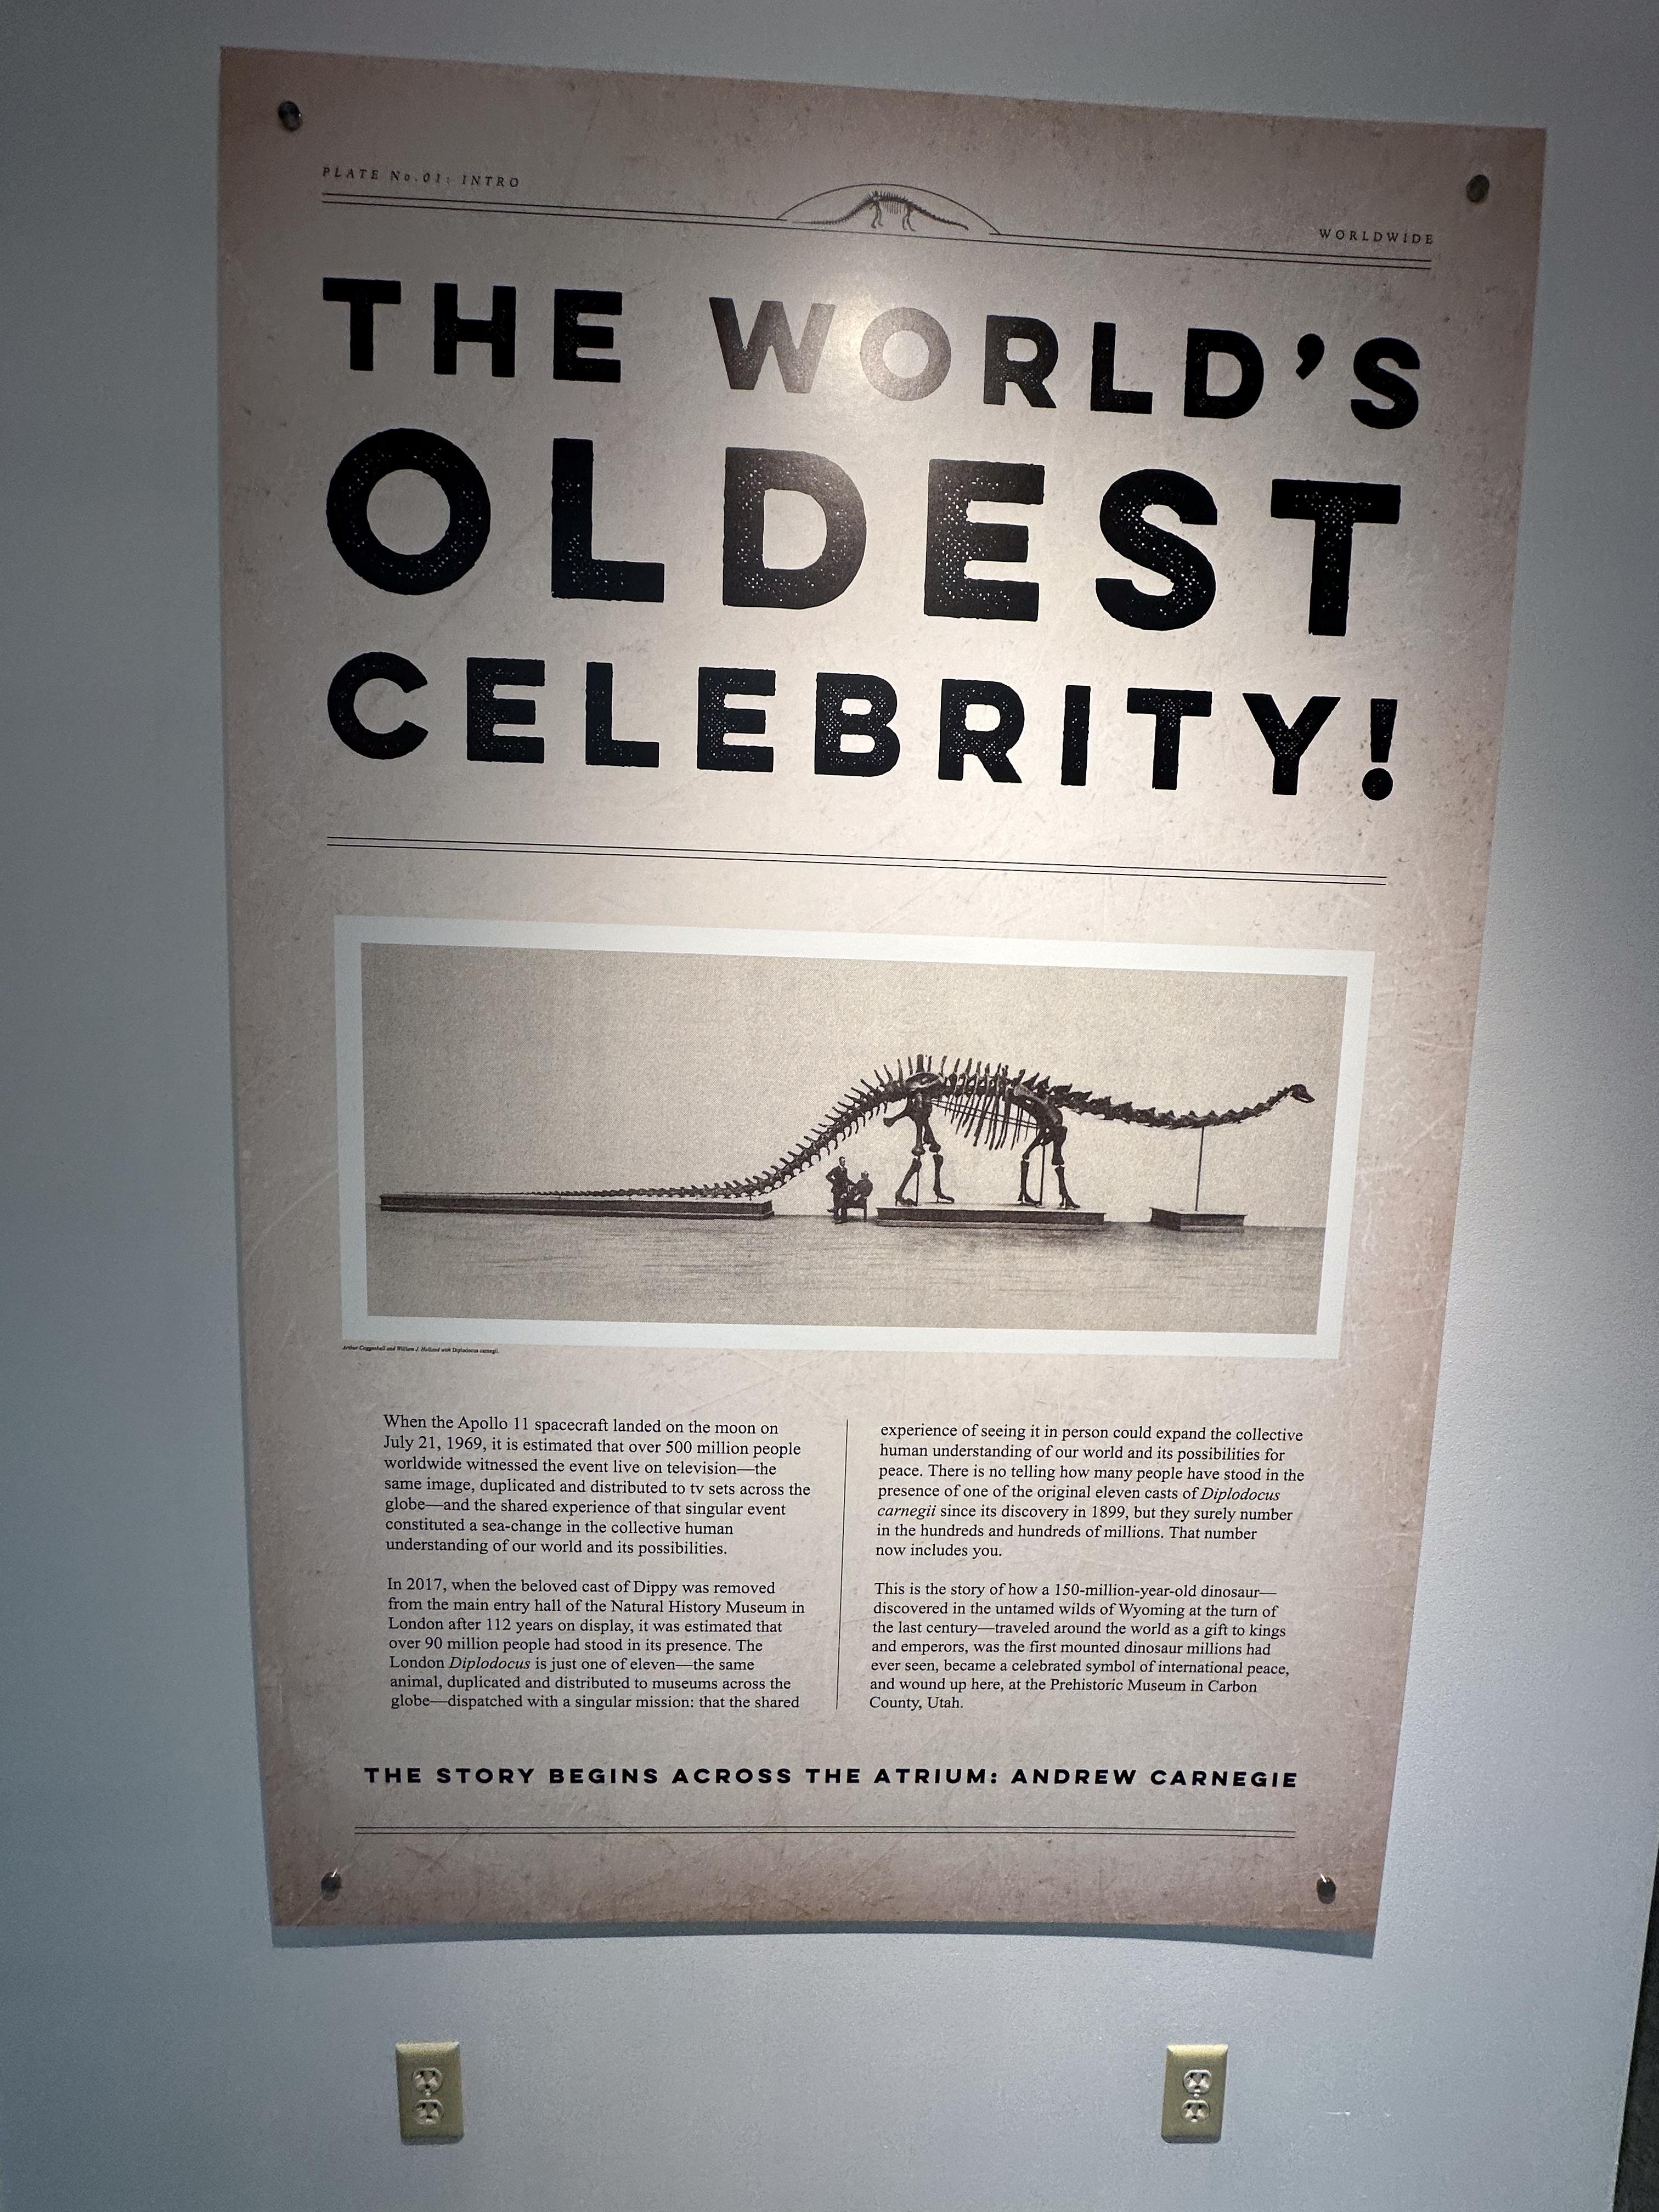 PLATE No.01: INTRO
WORLDWIDE
THE WORLD'S
OLDEST
CELEBRITY!
Arthur Coggeshall and William J. Holland with Diplodocus carnegii.
When the Apollo 11 spacecraft landed on the moon on
July 21, 1969, it is estimated that over 500 million people
worldwide witnessed the event live on television—the
same image, duplicated and distributed to tv sets across the
globe—and the shared experience of that singular event
constituted a sea-change in the collective human
understanding of our world and its possibilities.
In 2017, when the beloved cast of Dippy was removed
from the main entry hall of the Natural History Museum in
London after 112 years on display, it was estimated that
over 90 million people had stood in its presence. The
London Diplodocus is just one of eleven—the same
animal, duplicated and distributed to museums across the
globe—dispatched with a singular mission: that the shared
experience of seeing it in person could expand the collective
human understanding of our world and its possibilities for
peace. There is no telling how many people have stood in the
presence of one of the original eleven casts of Diplodocus
carnegii since its discovery in 1899, but they surely number
in the hundreds and hundreds of millions. That number
now includes you.
This is the story of how a 150-million-year-old dinosaur—
discovered in the untamed wilds of Wyoming at the turn of
the last century—traveled around the world as a gift to kings
and emperors, was the first mounted dinosaur millions had
ever seen, became a celebrated symbol of international peace,
and wound up here, at the Prehistoric Museum in Carbon
County, Utah.
THE STORY BEGINS ACROSS THE ATRIUM: ANDREW CARNEGIE